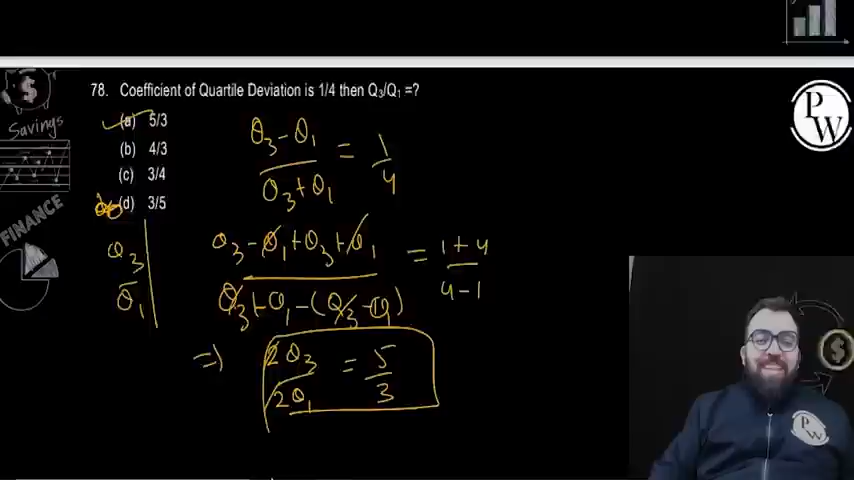 78. Coefficient of Quartile Deviation is 1/4 then Q₃/Q₁ =?
(a) 5/3
(b) 4/3
(c) 3/4
(d) 3/5
Savings
FINANCE
$
Q₃ - Q₁ / Q₃ + Q₁ = 1/4
Q₃ - Q₁ + Q₃ + Q₁ / Q₃ + Q₁ - (Q₃ - Q₁) = 1 + 4 / 4 - 1
Q₃ / Q₁
=> 2Q₃ / 2Q₁ = 5/3
P
W
$
P
W